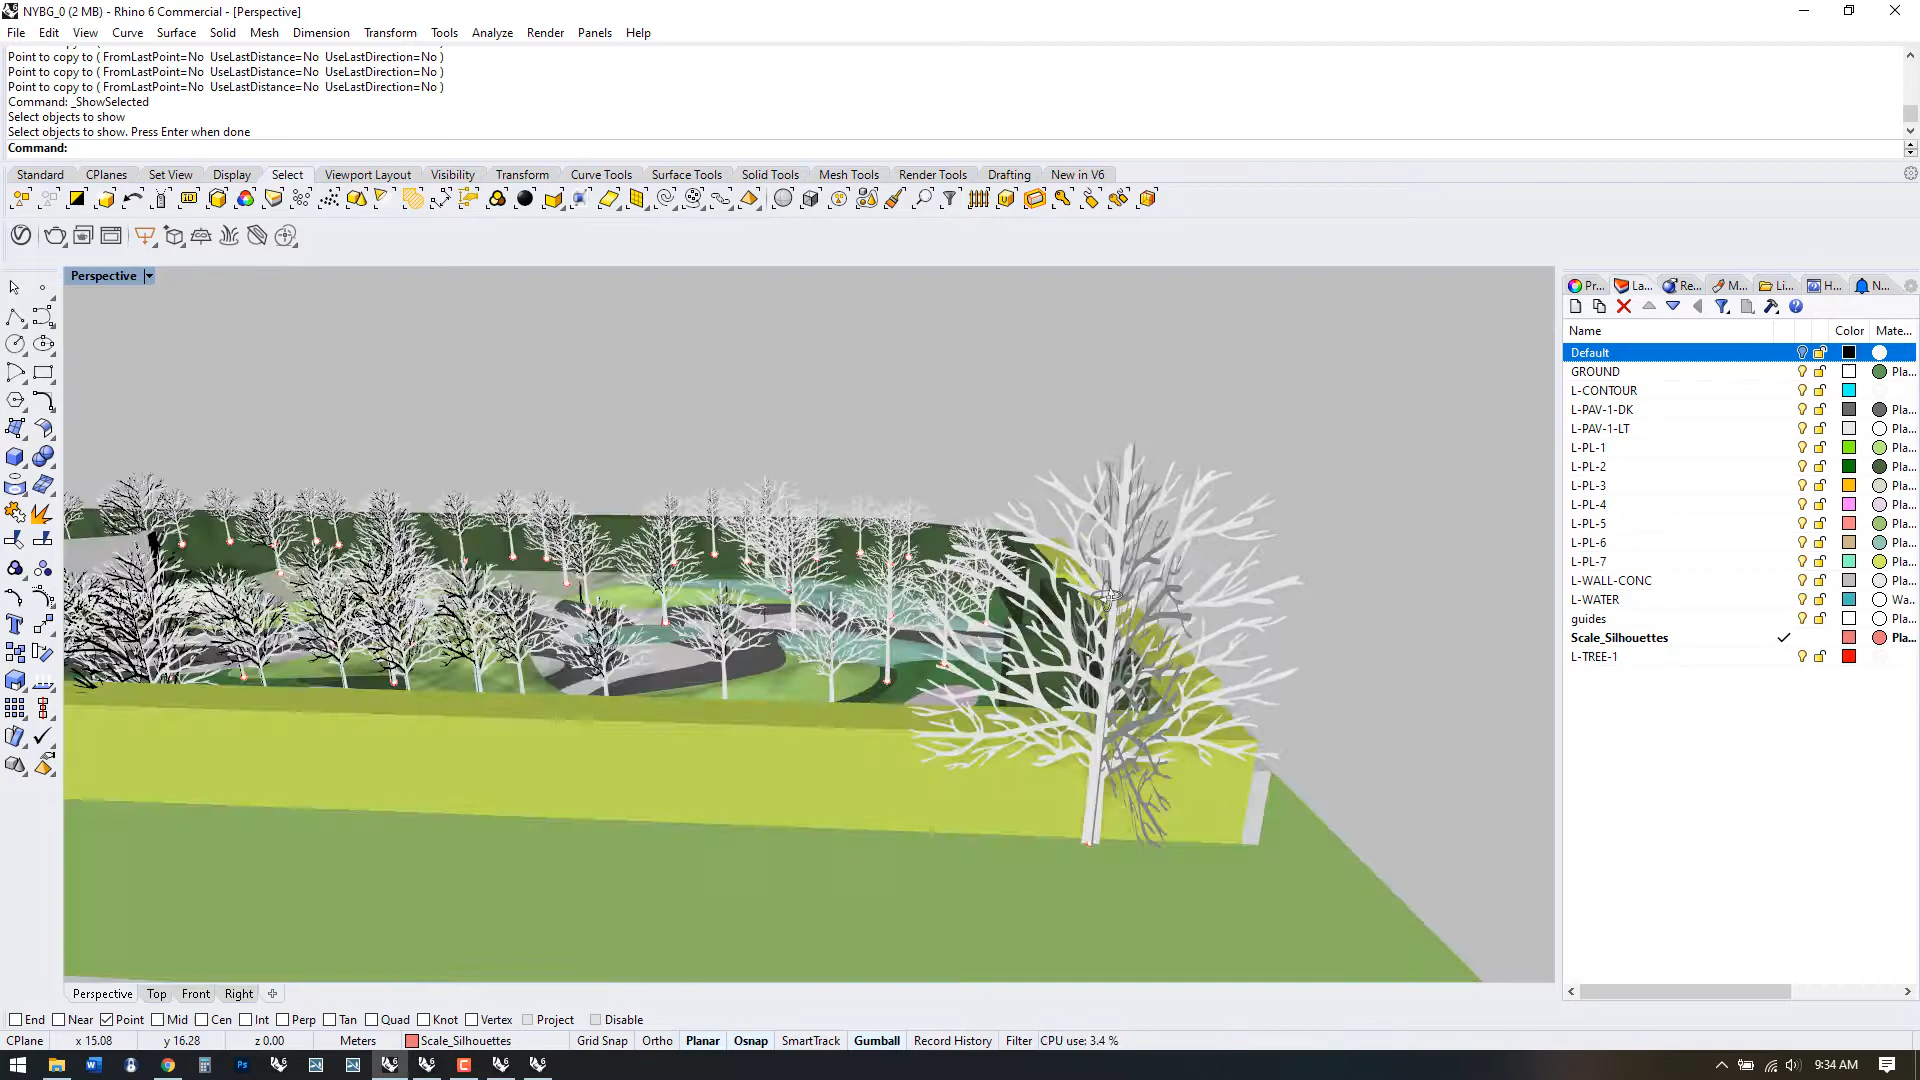 NYBG_0 (2 MB) - Rhino 6 Commercial - [Perspective]
File Edit View Curve Surface Solid Mesh Dimension Transform Tools Analyze Render Panels Help
Point to copy to ( FromLastPoint=No UseLastDistance=No UseLastDirection=No )
Point to copy to ( FromLastPoint=No UseLastDistance=No UseLastDirection=No )
Point to copy to ( FromLastPoint=No UseLastDistance=No UseLastDirection=No )
Command: _ShowSelected
Select objects to show
Select objects to show. Press Enter when done
Command:
Standard CPlanes Set View Display Select Viewport Layout Visibility Transform Curve Tools Surface Tools Solid Tools Mesh Tools Render Tools Drafting New in V6
Perspective
Pr... La... Re... M... Li... H... N...
Name Color Mate...
Default
GROUND Pla...
L-CONTOUR
L-PAV-1-DK Pla...
L-PAV-1-LT Pla...
L-PL-1 Pla...
L-PL-2 Pla...
L-PL-3 Pla...
L-PL-4 Pla...
L-PL-5 Pla...
L-PL-6 Pla...
L-PL-7 Pla...
L-WALL-CONC Pla...
L-WATER Wa...
guides Pla...
Scale_Silhouettes Pla...
L-TREE-1
Perspective Top Front Right
End Near Point Mid Cen Int Perp Tan Quad Knot Vertex Project Disable
CPlane x 15.08 y 16.28 z 0.00 Meters Scale_Silhouettes Grid Snap Ortho Planar Osnap SmartTrack Gumball Record History Filter CPU use: 3.4 %
9:34 AM